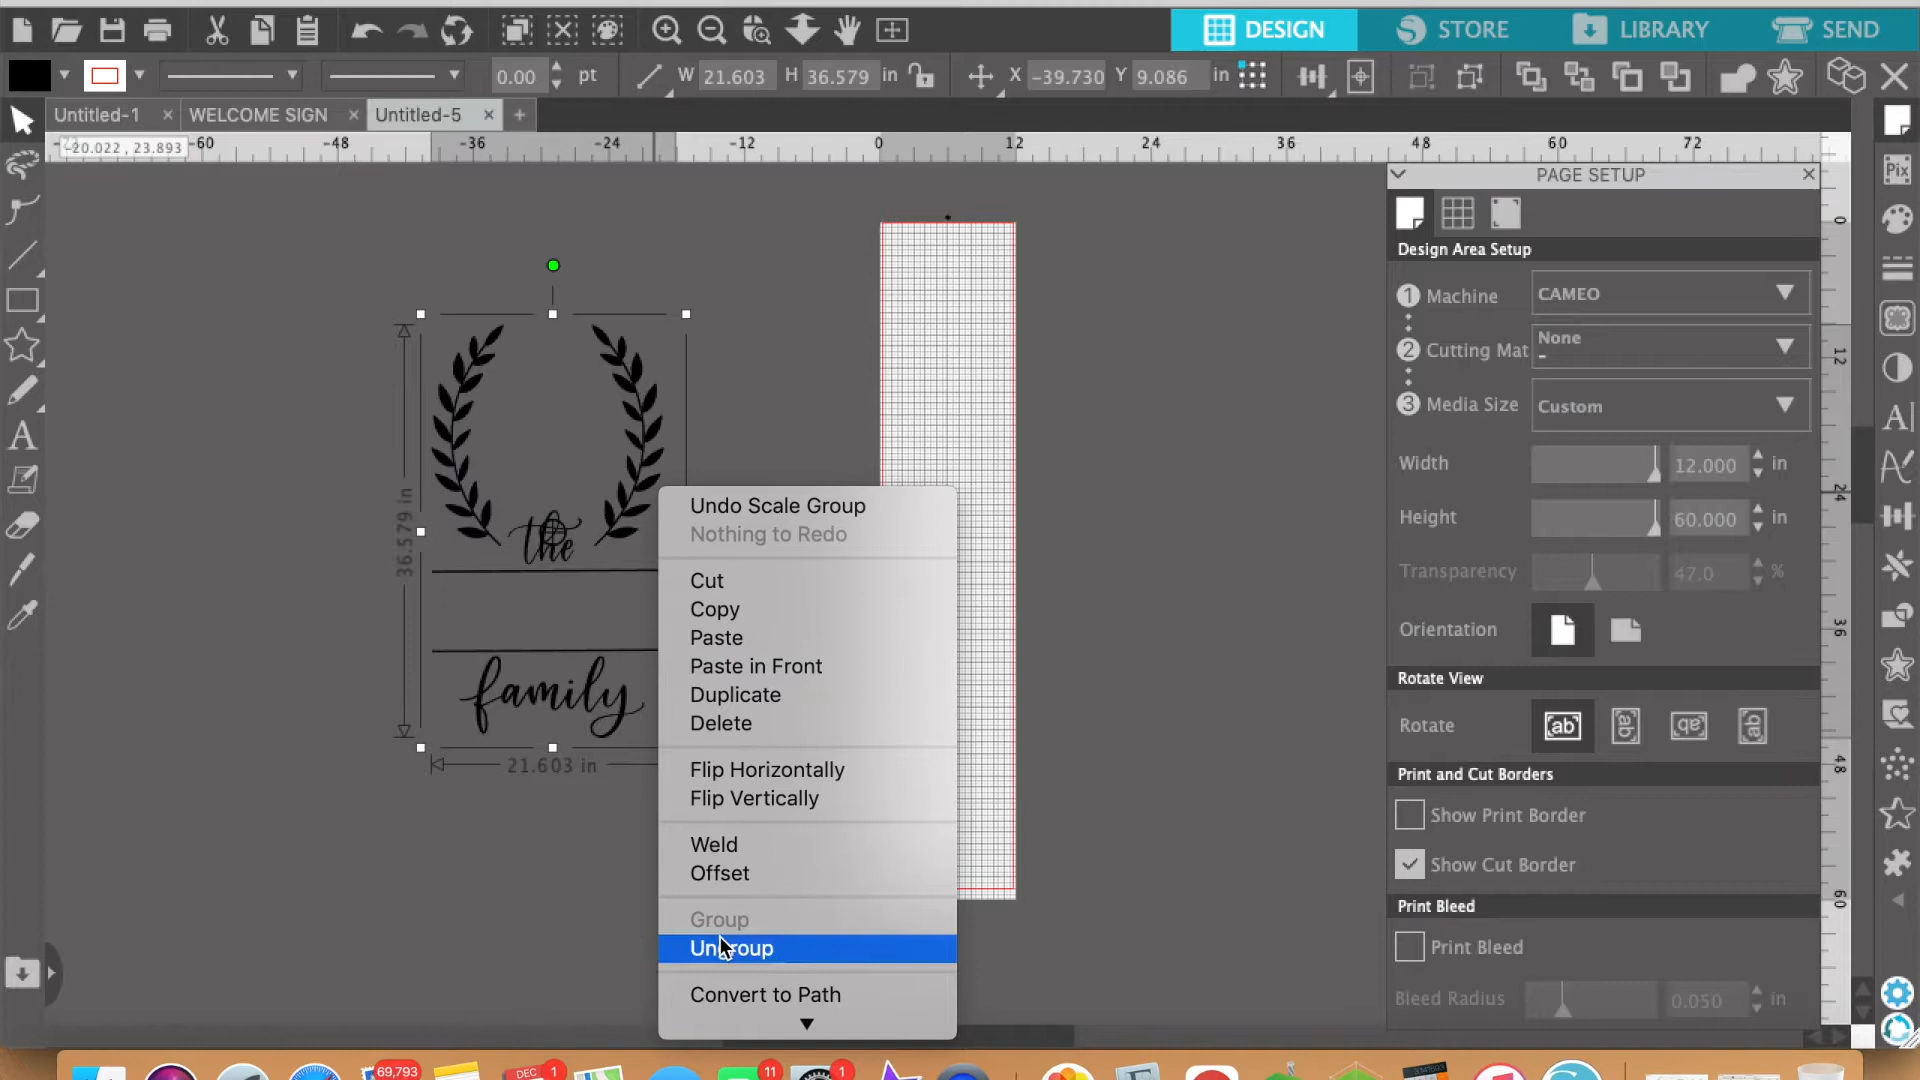 DESIGN
STORE
LIBRARY
SEND
0.00 pt
W 21.603 H 36.579 in
X -39.730 Y 9.086 in
Untitled-1
WELCOME SIGN
Untitled-5
-20.022 , 23.893
-60 -48 -36 -24 -12 0 12 24 36 48 60 72
PAGE SETUP
Pix
Design Area Setup
1 Machine CAMEO
2 Cutting Mat None
-
3 Media Size Custom
Width 12.000 in
Height 60.000 in
Transparency 47.0 %
Orientation
Rotate View
Rotate ab ab ab ab
Print and Cut Borders
Show Print Border
Show Cut Border
Print Bleed
Print Bleed
Bleed Radius 0.050 in
0
12
24
36
48
60
36.579 in
the
family
21.603 in
Undo Scale Group
Nothing to Redo
Cut
Copy
Paste
Paste in Front
Duplicate
Delete
Flip Horizontally
Flip Vertically
Weld
Offset
Group
Ungroup
Convert to Path
69,793
DEC 1
11
1